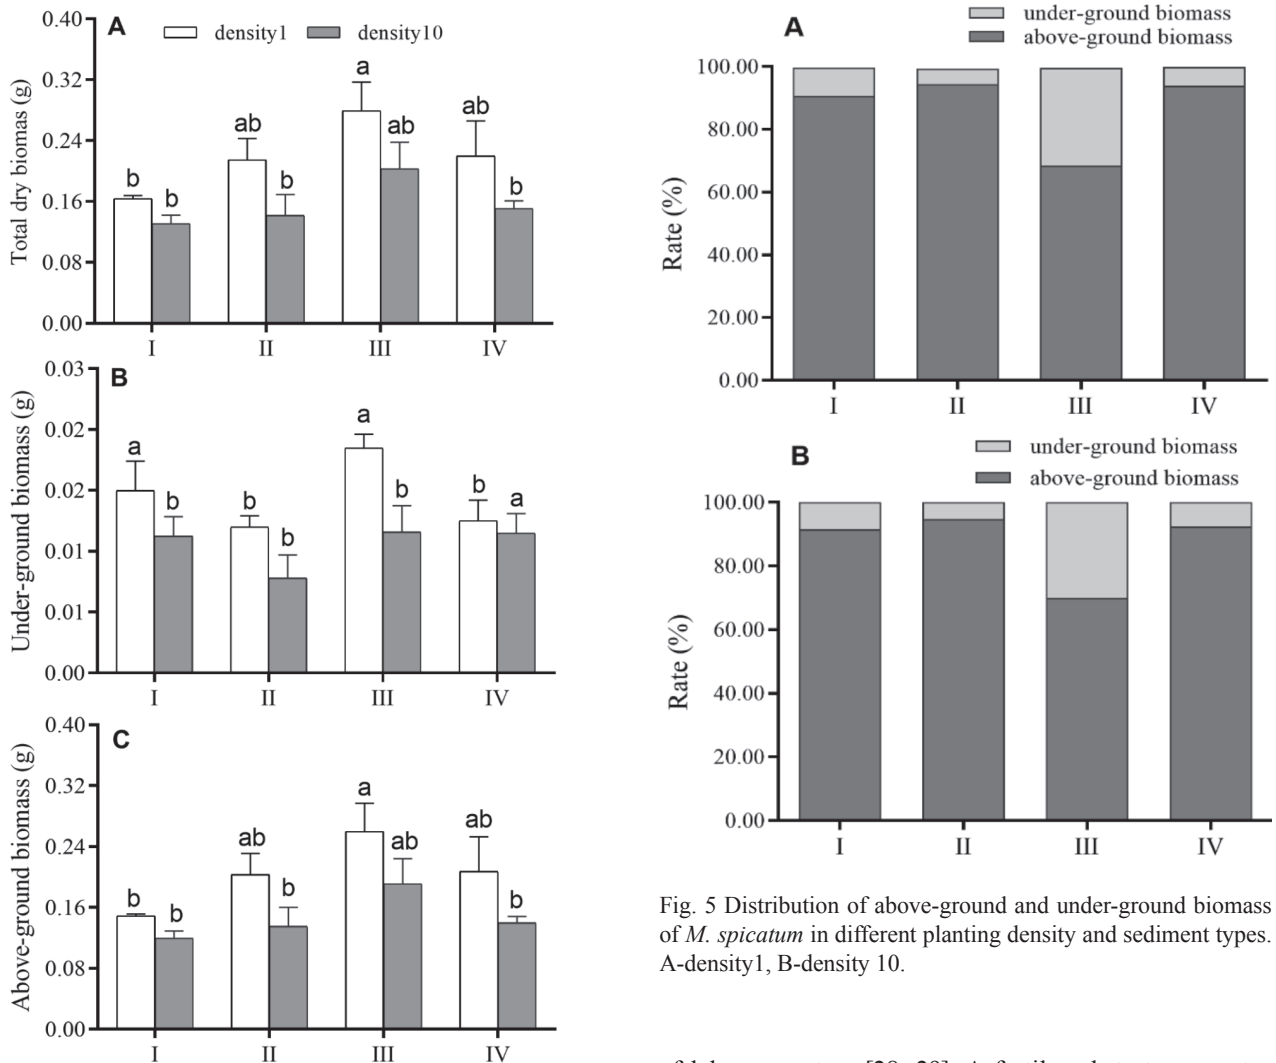 A
density1 density10
Total dry biomas (g)
0.40
0.32
0.24
0.16
0.08
0.00
b b ab b a ab ab b
I II III IV
B
Under-ground biomass (g)
0.03
0.02
0.02
0.01
0.01
0.00
a b b b a b b a
I II III IV
C
Above-ground biomass (g)
0.40
0.32
0.24
0.16
0.08
0.00
b b ab b a ab ab b
I II III IV
A
under-ground biomass
above-ground biomass
Rate (%)
100.00
80.00
60.00
40.00
20.00
0.00
I II III IV
B
under-ground biomass
above-ground biomass
Rate (%)
100.00
80.00
60.00
40.00
20.00
0.00
I II III IV
Fig. 5 Distribution of above-ground and under-ground biomass
of M. spicatum in different planting density and sediment types.
A-density1, B-density 10.